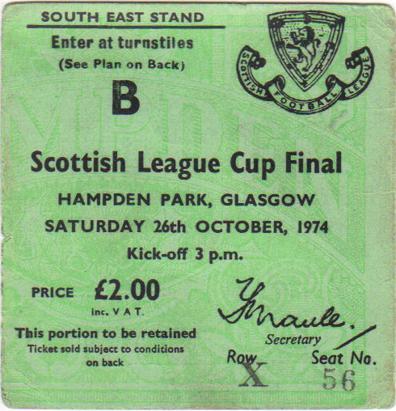 SOUTH EAST STAND
Enter at turnstiles
(See Plan on Back)
B
SCOTTISH FOOTBALL LEAGUE
Scottish League Cup Final
HAMPDEN PARK, GLASGOW
SATURDAY 26th OCTOBER, 1974
Kick-off 3 p.m.
PRICE £2.00
inc. V A T.
This portion to be retained
Ticket sold subject to conditions
on back
Secretary
Row Seat No.
X 56